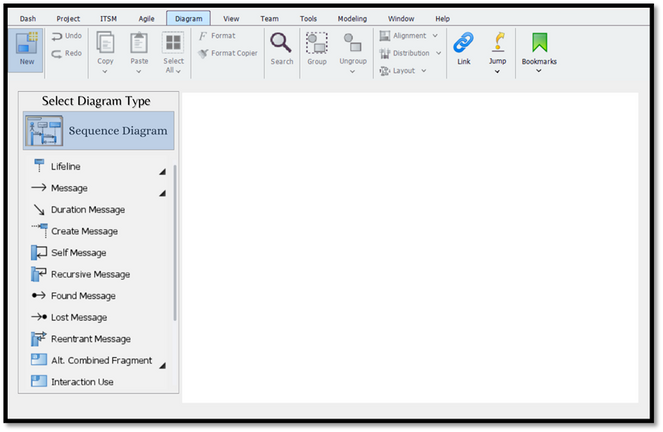 Dash Project ITSM Agile Diagram View Team Tools Modeling Window Help
New
Undo
Redo
Copy
Paste
Select
All
Format
Format Copier
Search
Group
Ungroup
Alignment
Distribution
Layout
Link
Jump
Bookmarks
Select Diagram Type
Sequence Diagram
Lifeline
Message
Duration Message
Create Message
Self Message
Recursive Message
Found Message
Lost Message
Reentrant Message
Alt. Combined Fragment
Interaction Use